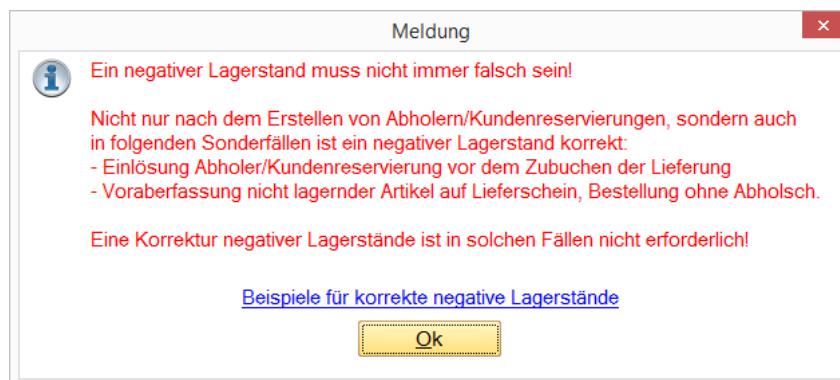 Meldung
Ein negativer Lagerstand muss nicht immer falsch sein!
Nicht nur nach dem Erstellen von Abholern/Kundenreservierungen, sondern auch
in folgenden Sonderfällen ist ein negativer Lagerstand korrekt:
- Einlösung Abholer/Kundenreservierung vor dem Zubuchen der Lieferung
- Voraberfassung nicht lagernder Artikel auf Lieferschein, Bestellung ohne Abholsch.
Eine Korrektur negativer Lagerstände ist in solchen Fällen nicht erforderlich!
Beispiele für korrekte negative Lagerstände
Ok